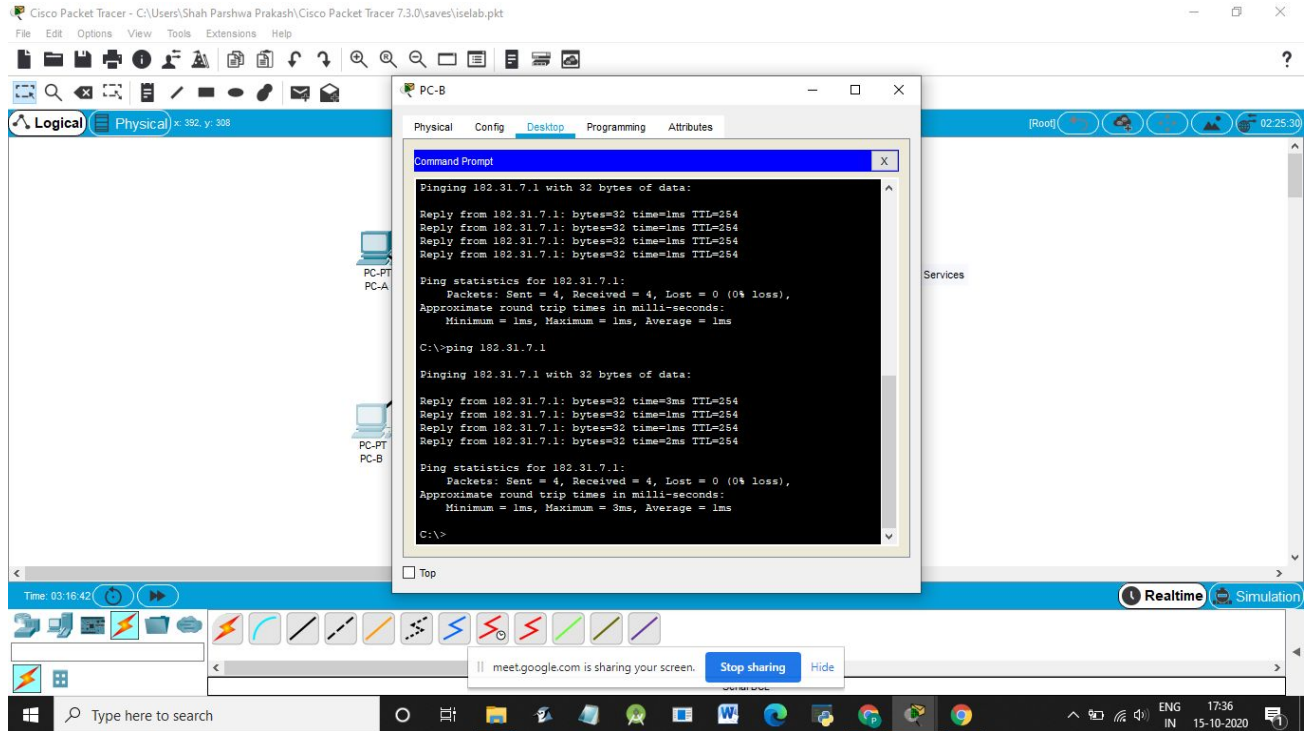 Cisco Packet Tracer - C:\Users\Shah Parshwa Prakash\Cisco Packet Tracer 7.3.0\saves\iselab.pkt
File Edit Options View Tools Extensions Help
?
PC-B
Logical Physical x: 392, y: 308
[Root] 02:25:30
Physical Config Desktop Programming Attributes
Command Prompt X
Pinging 182.31.7.1 with 32 bytes of data:
Reply from 182.31.7.1: bytes=32 time=1ms TTL=254
Reply from 182.31.7.1: bytes=32 time=1ms TTL=254
Reply from 182.31.7.1: bytes=32 time=1ms TTL=254
Reply from 182.31.7.1: bytes=32 time=1ms TTL=254
Ping statistics for 182.31.7.1:
Packets: Sent = 4, Received = 4, Lost = 0 (0% loss),
Approximate round trip times in milli-seconds:
Minimum = 1ms, Maximum = 1ms, Average = 1ms
C:\>ping 182.31.7.1
Pinging 182.31.7.1 with 32 bytes of data:
Reply from 182.31.7.1: bytes=32 time=3ms TTL=254
Reply from 182.31.7.1: bytes=32 time=1ms TTL=254
Reply from 182.31.7.1: bytes=32 time=1ms TTL=254
Reply from 182.31.7.1: bytes=32 time=2ms TTL=254
Ping statistics for 182.31.7.1:
Packets: Sent = 4, Received = 4, Lost = 0 (0% loss),
Approximate round trip times in milli-seconds:
Minimum = 1ms, Maximum = 3ms, Average = 1ms
C:\>
Top
PC-PT
PC-A
PC-PT
PC-B
Services
Time: 03:16:42
Realtime Simulation
meet.google.com is sharing your screen. Stop sharing Hide
Type here to search
ENG
IN
17:36
15-10-2020
1